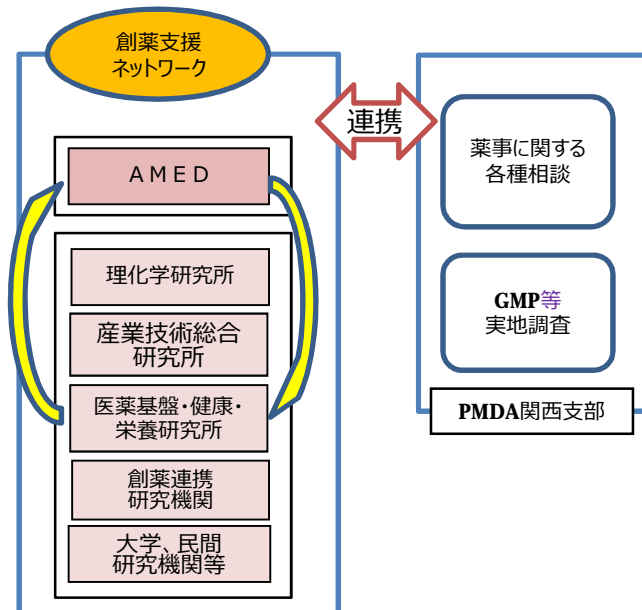 創薬支援
ネットワーク
ＡＭＥＤ
理化学研究所
産業技術総合
研究所
医薬基盤・健康・
栄養研究所
創薬連携
研究機関
大学、民間
研究機関等
連携
薬事に関する
各種相談
GMP等
実地調査
PMDA関西支部